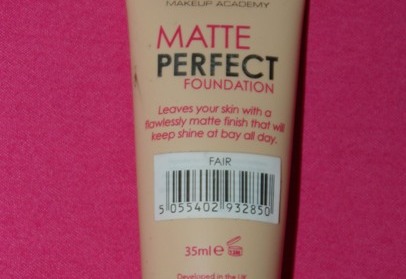 MAKEUP ACADEMY
MATTE
PERFECT
FOUNDATION
Leaves your skin with a
flawlessly matte finish that will
keep shine at bay all day.
FAIR
5 055402 932850
35ml e
Developed in the UK